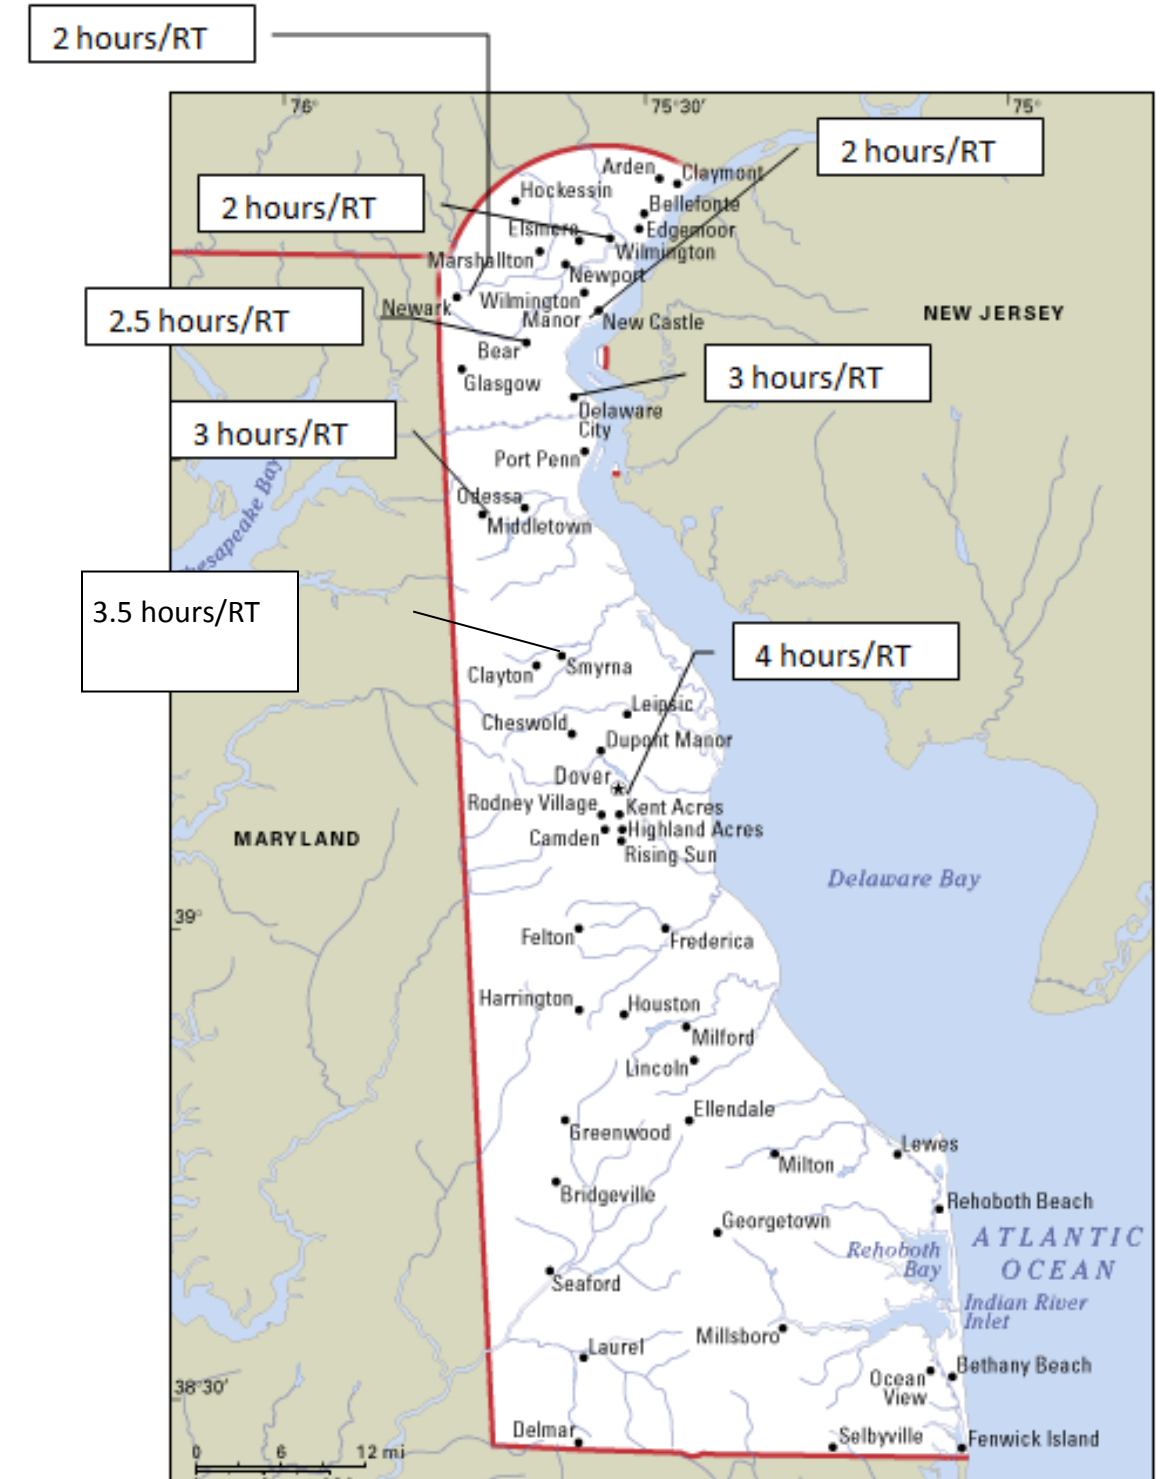 2 hours/RT
76°
75°30′
75°
2 hours/RT
Arden
Claymont
Hockessin
2 hours/RT
Bellefonte
Elsmere
Edgemoor
Wilmington
Marshallton
Newport
Newark
Wilmington
Manor
New Castle
NEW JERSEY
2.5 hours/RT
Bear
Glasgow
3 hours/RT
Delaware
City
3 hours/RT
Port Penn
Odessa
Middletown
hesapeake Bay
3.5 hours/RT
Smyrna
Clayton
4 hours/RT
Leipsic
Cheswold
Dupont Manor
Dover
Rodney Village
Kent Acres
Highland Acres
Camden
Rising Sun
MARYLAND
Delaware Bay
39°
Felton
Frederica
Harrington
Houston
Milford
Lincoln
Ellendale
Greenwood
Lewes
Milton
Bridgeville
Rehoboth Beach
Georgetown
ATLANTIC
OCEAN
Rehoboth
Bay
Seaford
Indian River
Inlet
Millsboro
Laurel
Bethany Beach
Ocean
View
38°30′
Delmar
Selbyville
Fenwick Island
0 6 12 mi